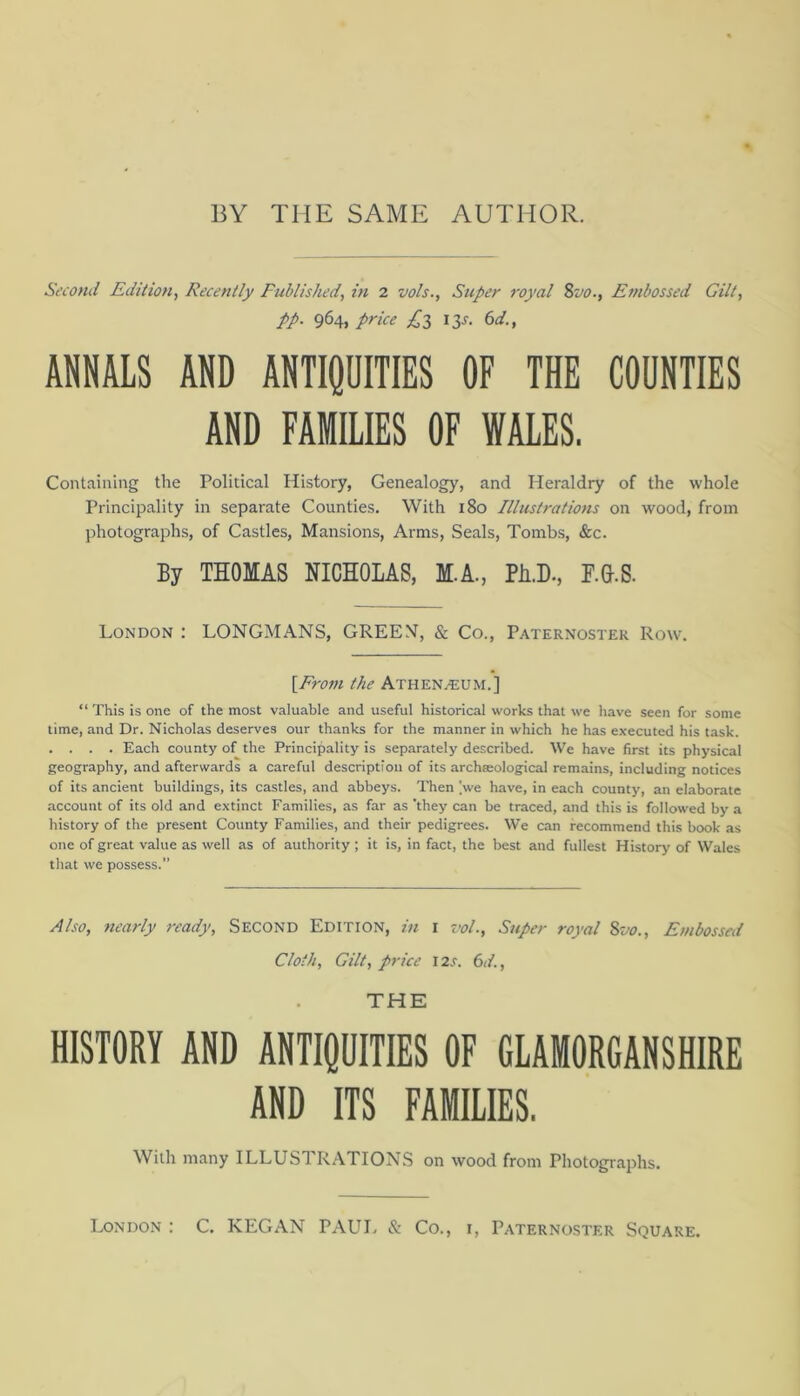 BY THE SAME AUTHOR.
Second Edition, Recently Published, in 2 vols., Super royal 8vo., Embossed Gilt,
pp. 964, price £3 13s. 6d.,
ANNALS AND ANTIQUITIES OF THE COUNTIES
AND FAMILIES OF WALES.
Containing the Political History, Genealogy, and Heraldry of the whole
Principality in separate Counties. With 180 Illustrations on wood, from
photographs, of Castles, Mansions, Arms, Seals, Tombs, &c.
By THOMAS NICHOLAS, M.A., Ph.D., F.G.S.
LONDON : LONGMANS, GREEN, & Co., PATERNOSTER ROW.
[From the ATHENÆUM.]
“ This is one of the most valuable and useful historical works that we have seen for some
time, and Dr. Nicholas deserves our thanks for the manner in which he has executed his task.
. . . . Each county of the Principality is separately described. We have first its physical
geography, and afterwards a careful description of its archæological remains, including notices
of its ancient buildings, its castles, and abbeys. Then we have, in each county, an elaborate
account of its old and extinct Families, as far as they can be traced, and this is followed by a
history of the present County Families, and their pedigrees. We can recommend this book as
one of great value as well as of authority ; it is, in fact, the best and fullest History of Wales
that we possess.”
Also, nearly ready, SECOND EDITION, in 1 vol., Super royal 8vo., Embossed
Cloth, Gilt, price 12s. 6d.,
THE
HISTORY AND ANTIQUITIES OF GLAMORGANSHIRE
AND ITS FAMILIES.
With many ILLUSTRATIONS on wood from Photographs.
LONDON : C. KEGAN PAUL & Co., 1, PATERNOSTER SQUARE.